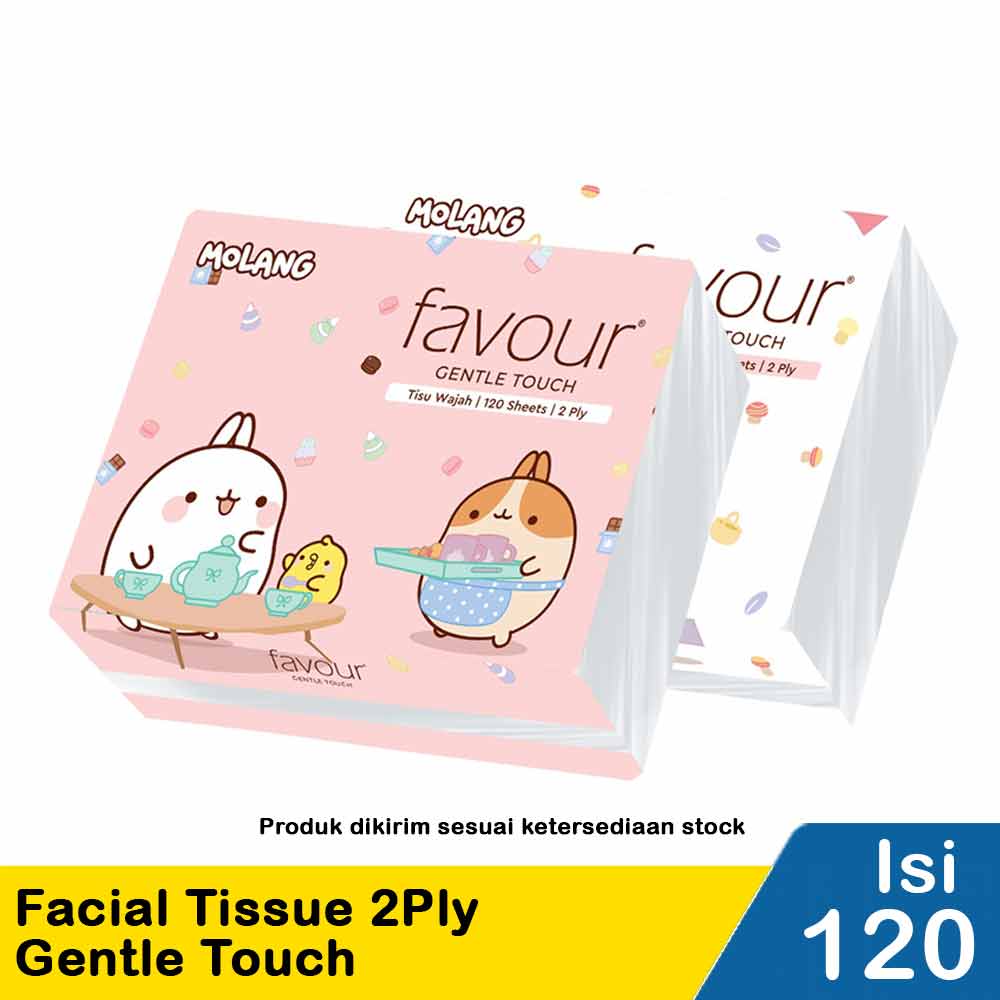 MOLANG
favour®
GENTLE TOUCH
Tisu Wajah | 120 Sheets | 2 Ply
favour
GENTLE TOUCH
MOLANG
vour®
TOUCH
ets | 2 Ply
Produk dikirim sesuai ketersediaan stock
Facial Tissue 2Ply
Gentle Touch
Isi
120